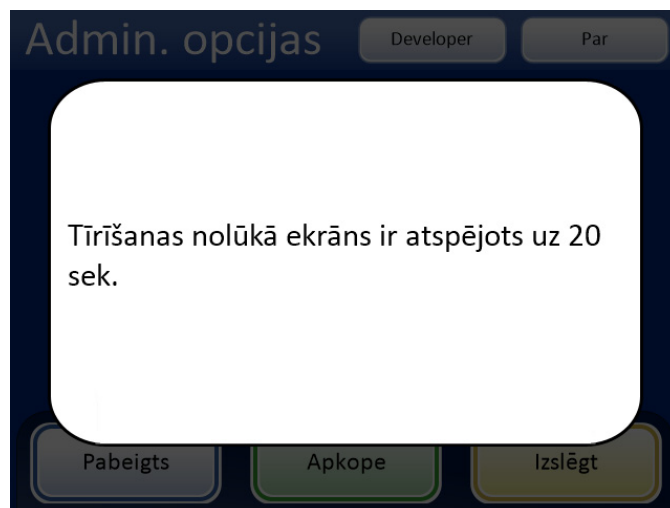 Admin. opcijas
Developer
Par
Tīrīšanas nolūkā ekrāns ir atspējots uz 20
sek.
Pabeigts
Apkope
Izslēgt